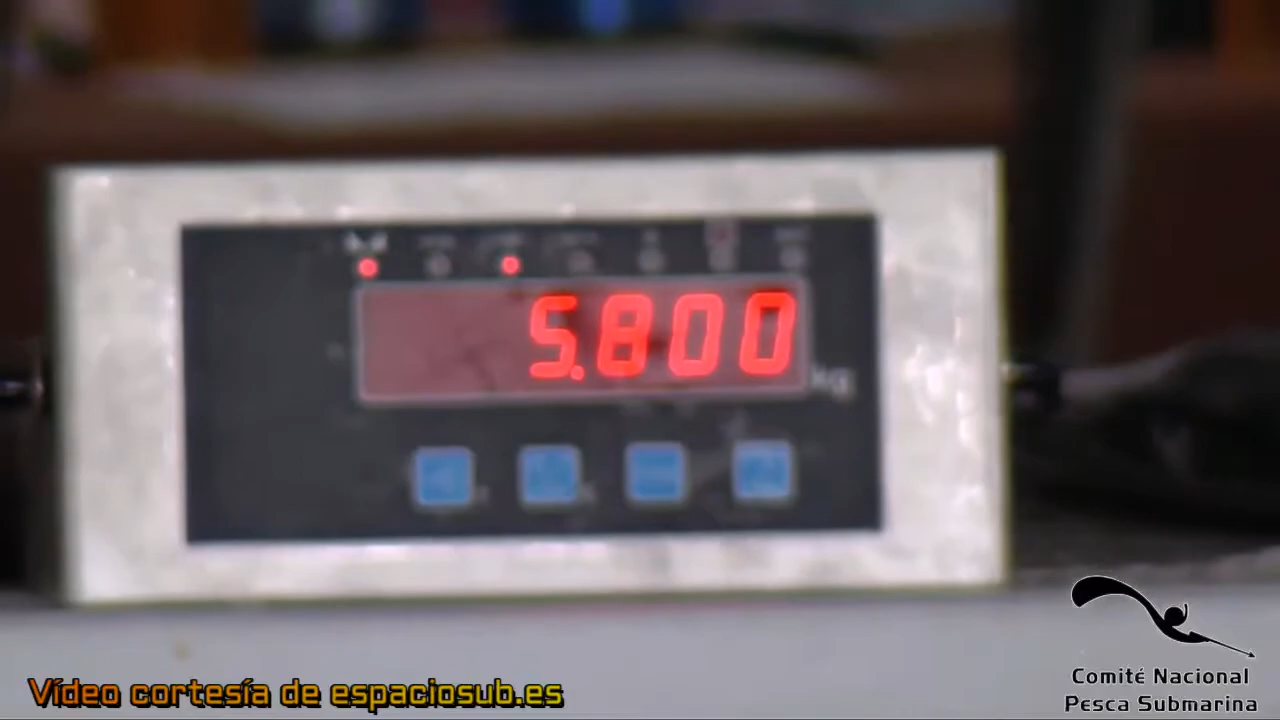 5.800
kg
Vídeo cortesía de espaciosub.es
Comité Nacional
Pesca Submarina